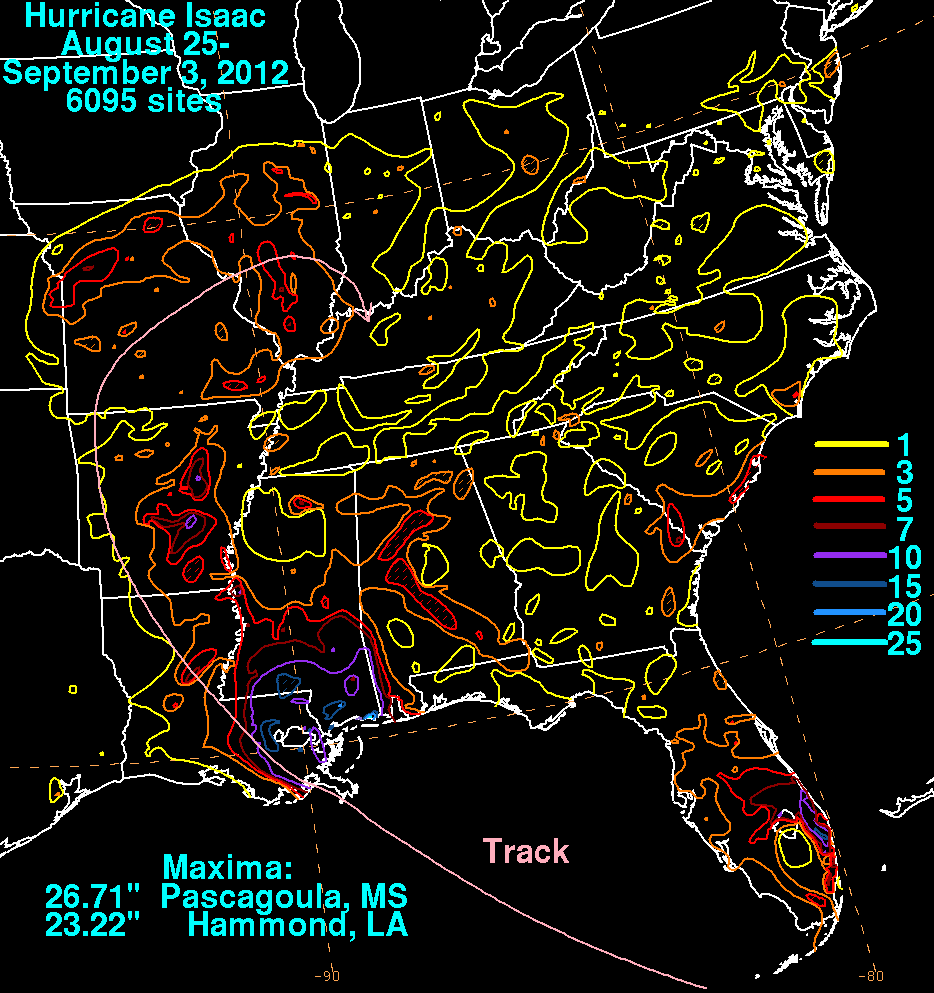 Hurricane Isaac
August 25-
September 3, 2012
6095 sites
1
3
5
7
10
15
20
25
Track
Maxima:
26.71" Pascagoula, MS
23.22" Hammond, LA
-90
-80